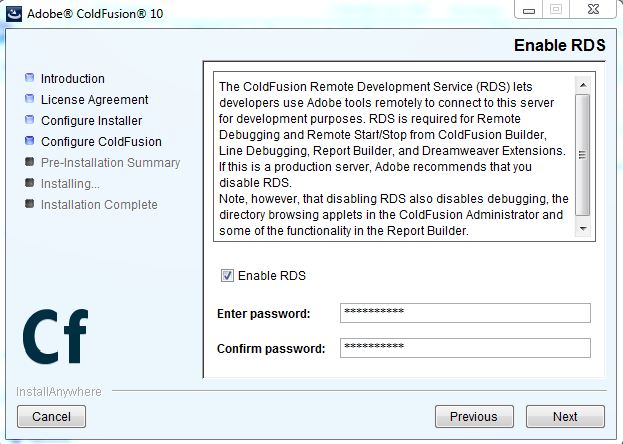 Adobe® ColdFusion® 10
Enable RDS
Introduction
License Agreement
Configure Installer
Configure ColdFusion
Pre-Installation Summary
Installing...
Installation Complete
The ColdFusion Remote Development Service (RDS) lets
developers use Adobe tools remotely to connect to this server
for development purposes. RDS is required for Remote
Debugging and Remote Start/Stop from ColdFusion Builder,
Line Debugging, Report Builder, and Dreamweaver Extensions.
If this is a production server, Adobe recommends that you
disable RDS.
Note, however, that disabling RDS also disables debugging, the
directory browsing applets in the ColdFusion Administrator and
some of the functionality in the Report Builder.
Enable RDS
Enter password: **********
Confirm password: **********
Cf
InstallAnywhere
Cancel Previous Next